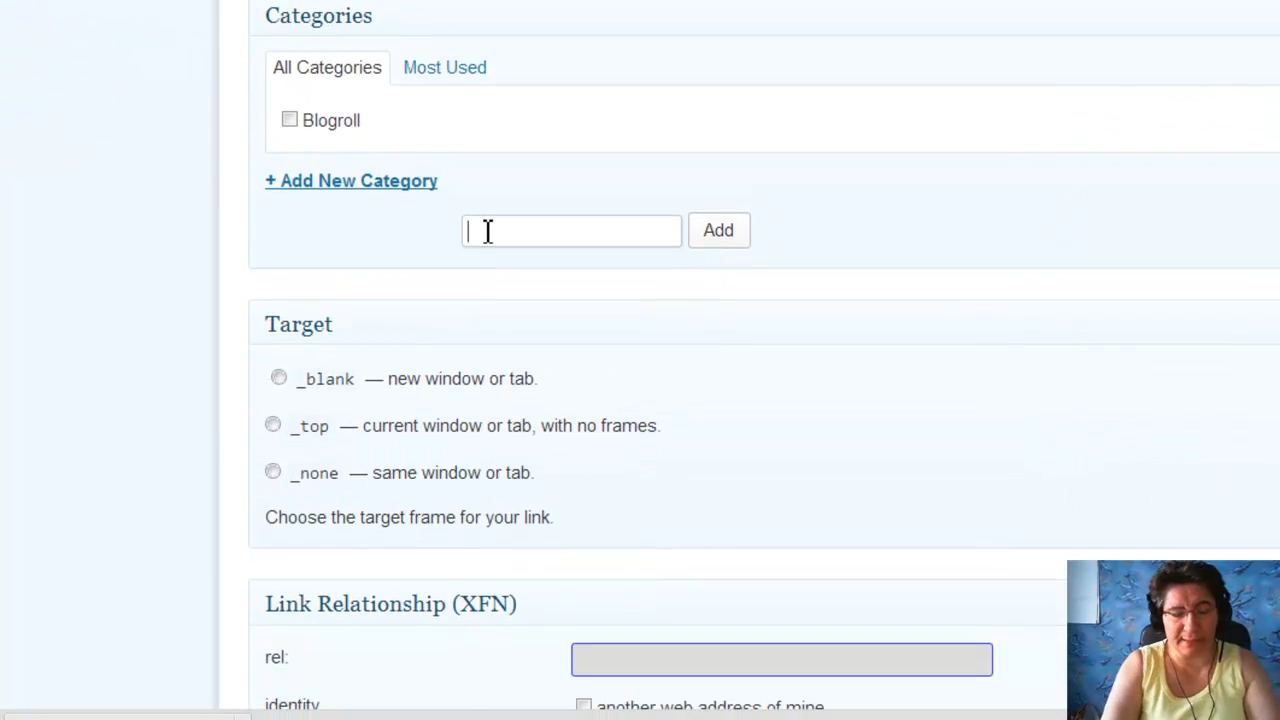 Categories
All Categories Most Used
Blogroll
+ Add New Category
Add
Target
_blank — new window or tab.
_top — current window or tab, with no frames.
_none — same window or tab.
Choose the target frame for your link.
Link Relationship (XFN)
rel:
identity another web address of mine